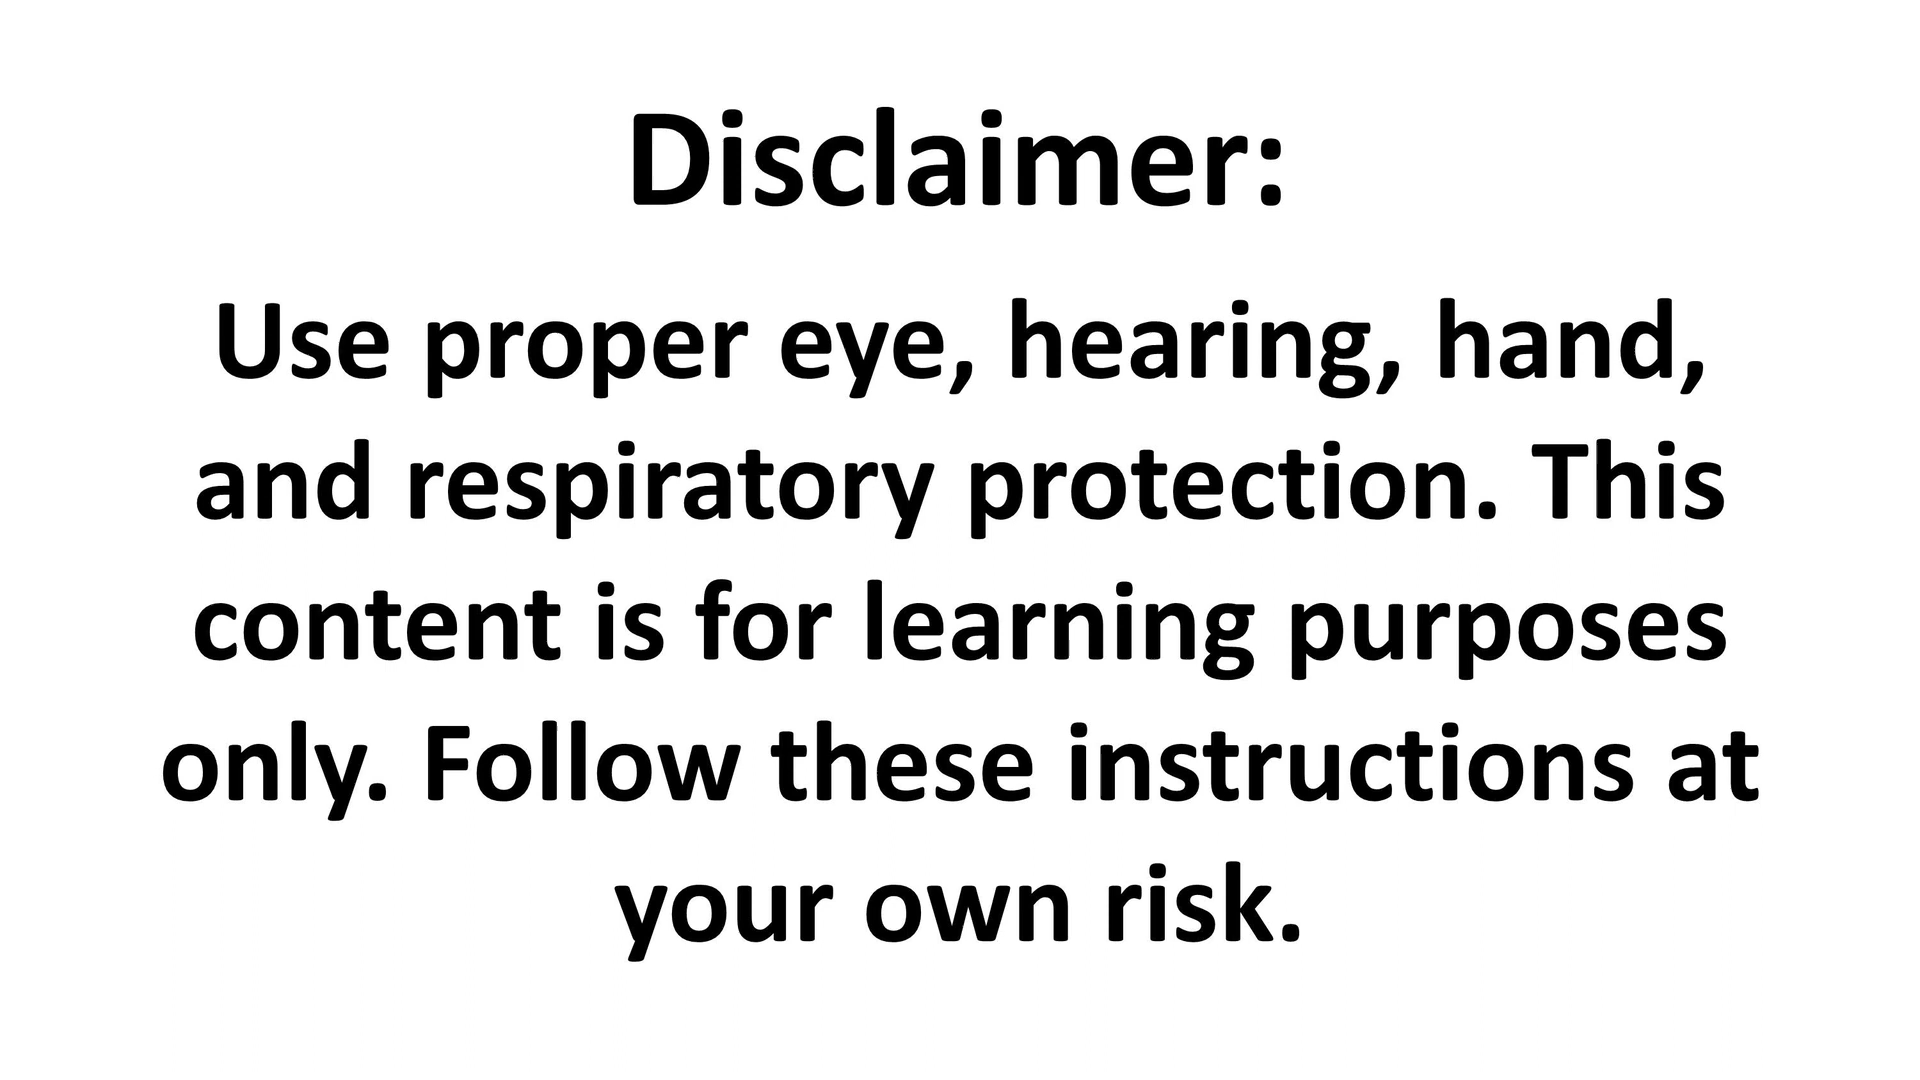 Disclaimer:
Use proper eye, hearing, hand,
and respiratory protection. This
content is for learning purposes
only. Follow these instructions at
your own risk.